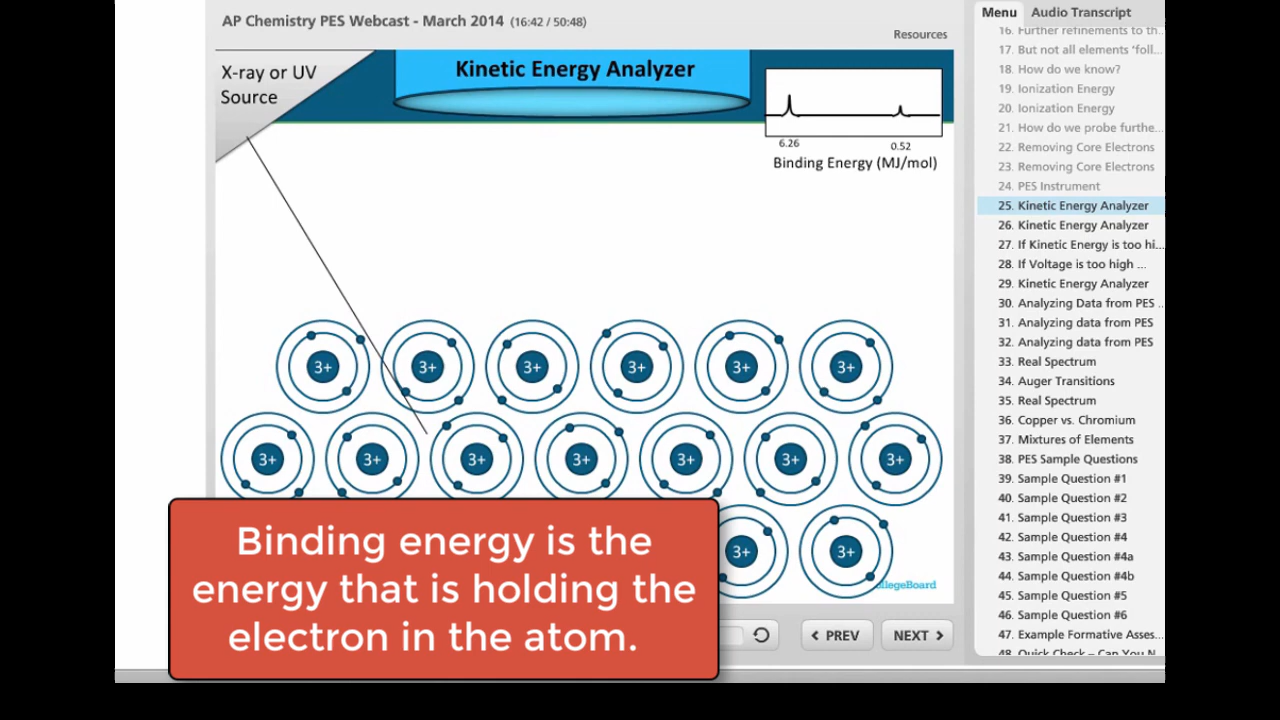 AP Chemistry PES Webcast - March 2014 (16:42 / 50:48)
Resources
X-ray or UV
Source
Kinetic Energy Analyzer
6.26
0.52
Binding Energy (MJ/mol)
3+ 3+ 3+ 3+ 3+ 3+
3+ 3+ 3+ 3+ 3+ 3+ 3+
3+ 3+
llegeBoard
Binding energy is the
energy that is holding the
electron in the atom.
PREV
NEXT
Menu Audio Transcript
16. Further refinements to th...
17. But not all elements 'foll...
18. How do we know?
19. Ionization Energy
20. Ionization Energy
21. How do we probe furthe...
22. Removing Core Electrons
23. Removing Core Electrons
24. PES Instrument
25. Kinetic Energy Analyzer
26. Kinetic Energy Analyzer
27. If Kinetic Energy is too hi...
28. If Voltage is too high ...
29. Kinetic Energy Analyzer
30. Analyzing Data from PES ..
31. Analyzing data from PES
32. Analyzing data from PES
33. Real Spectrum
34. Auger Transitions
35. Real Spectrum
36. Copper vs. Chromium
37. Mixtures of Elements
38. PES Sample Questions
39. Sample Question #1
40. Sample Question #2
41. Sample Question #3
42. Sample Question #4
43. Sample Question #4a
44. Sample Question #4b
45. Sample Question #5
46. Sample Question #6
47. Example Formative Asses...
48. Quick Check – Can You N